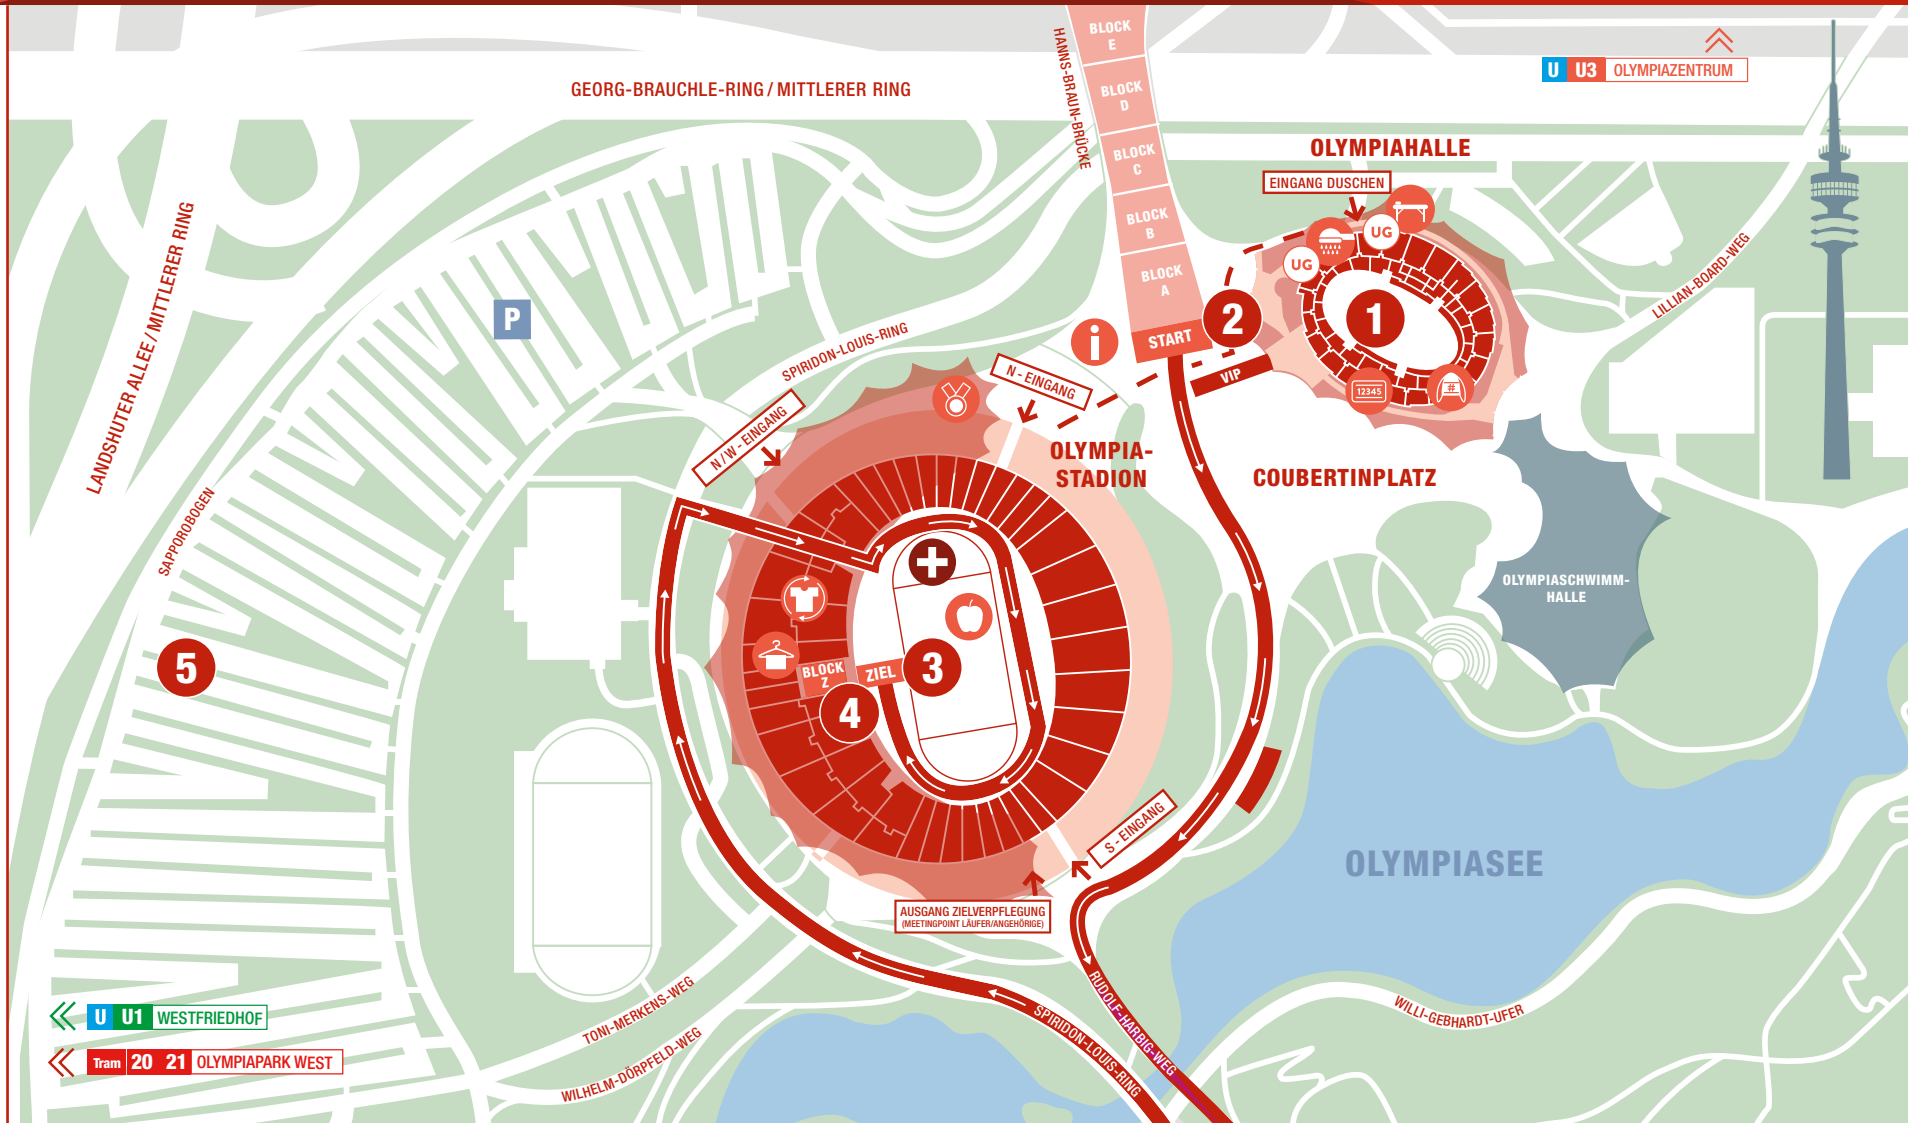 BLOCK
E
HANNS-BRAUN-BRÜCKE
U U3 OLYMPIAZENTRUM
GEORG-BRAUCHLE-RING / MITTLERER RING
BLOCK
D
BLOCK
C
OLYMPIAHALLE
EINGANG DUSCHEN
BLOCK
B
UG
UG
BLOCK
A
LANDSHUTER ALLEE / MITTLERER RING
LILLIAN-BOARD-WEG
P
2
1
START
SPIRIDON-LOUIS-RING
VIP
N - EINGANG
12345
#
N / W - EINGANG
OLYMPIA-
STADION
COUBERTINPLATZ
SAPPOROBOGEN
OLYMPIASCHWIMM-
HALLE
5
BLOCK
Z
ZIEL
3
4
S - EINGANG
OLYMPIASEE
AUSGANG ZIELVERPFLEGUNG
(MEETINGPOINT LÄUFER/ANGEHÖRIGE)
U U1 WESTFRIEDHOF
TONI-MERKENS-WEG
RUDOLF-HARBIG-WEG
WILLI-GEBHARDT-UFER
Tram 20 21 OLYMPIAPARK WEST
WILHELM-DÖRPFELD-WEG
SPIRIDON-LOUIS-RING